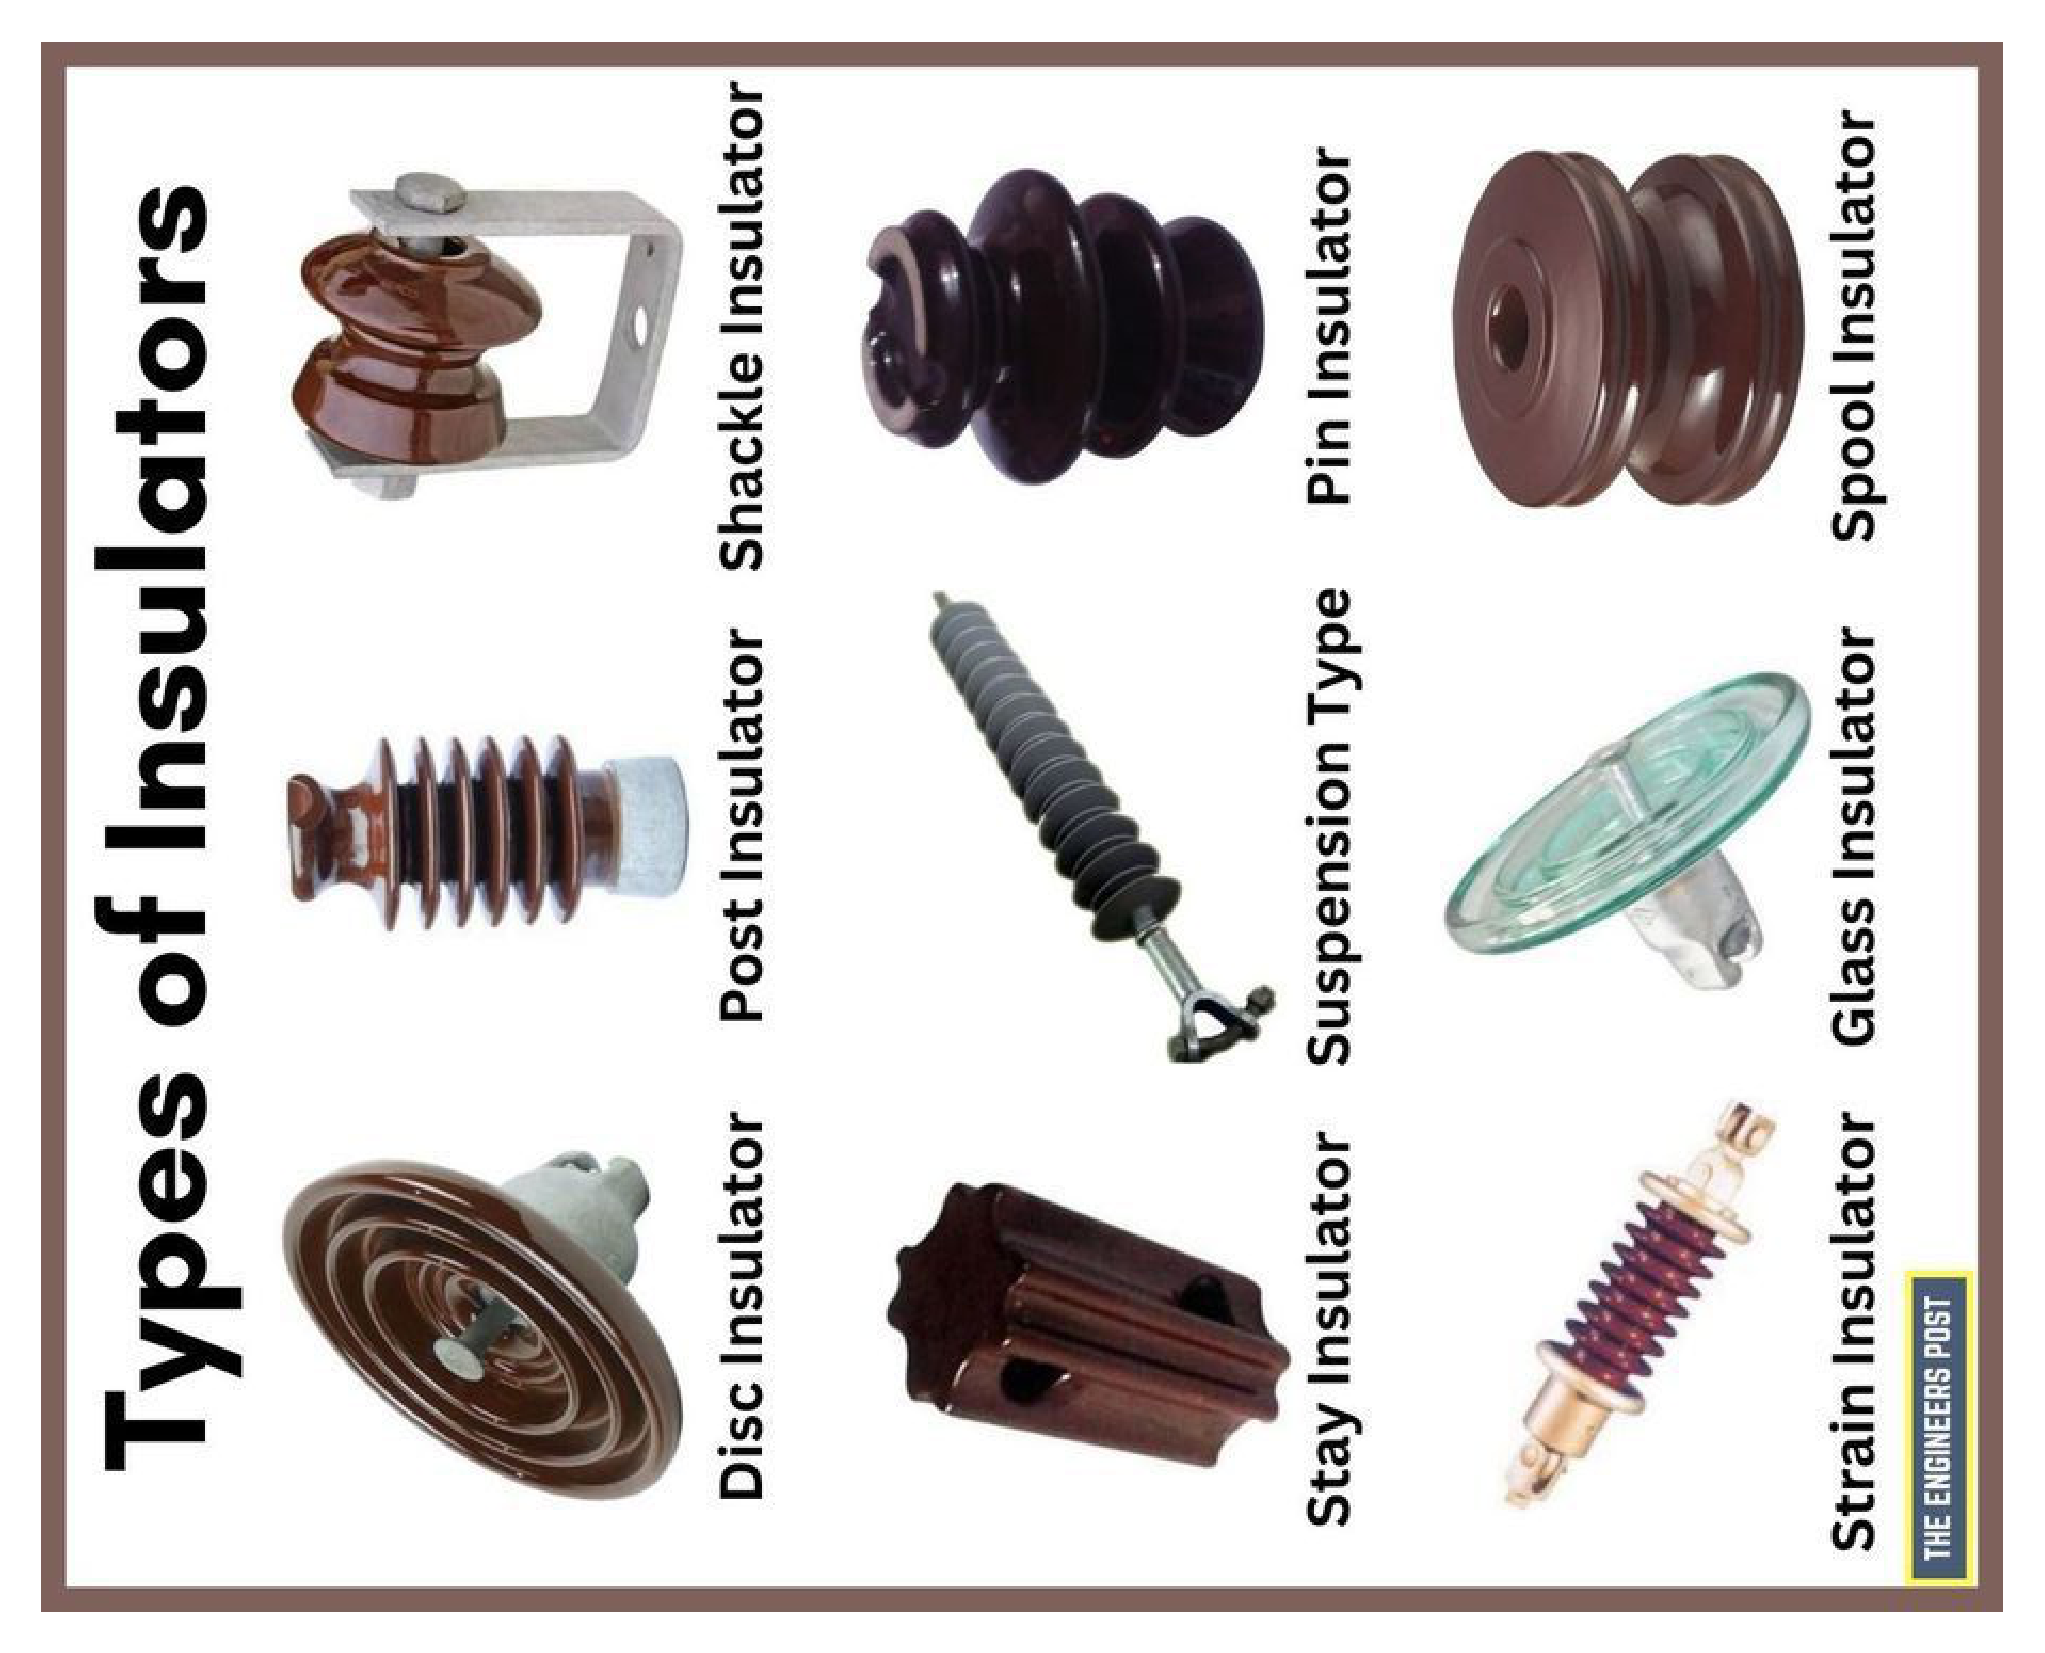 Types of Insulators
Disc Insulator
Post Insulator
Shackle Insulator
Stay Insulator
Suspension Type
Pin Insulator
Strain Insulator
Glass Insulator
Spool Insulator
THE ENGINEERS POST